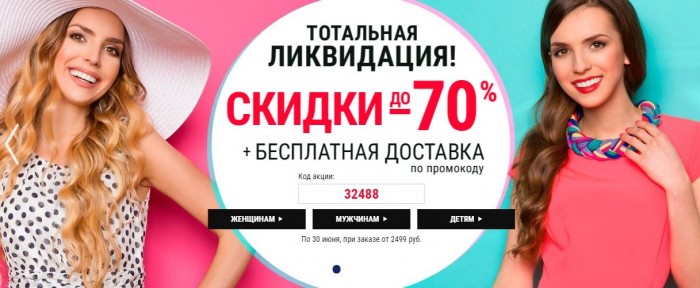 ТОТАЛЬНАЯ
ЛИКВИДАЦИЯ!
СКИДКИ ДО 70%
+ БЕСПЛАТНАЯ ДОСТАВКА
по промокоду
Код акции:
32488
ЖЕНЩИНАМ ▸ МУЖЧИНАМ ▸ ДЕТЯМ ▸
По 30 июня, при заказе от 2499 руб.